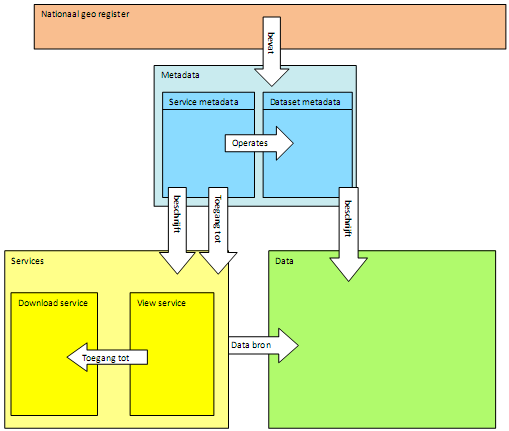 Nationaal geo register
bevat
Metadata
Service metadata
Dataset metadata
Operates
beschrijft
Toegang tot
beschrijft
Services
Data
Download service
View service
Data bron
Toegang tot